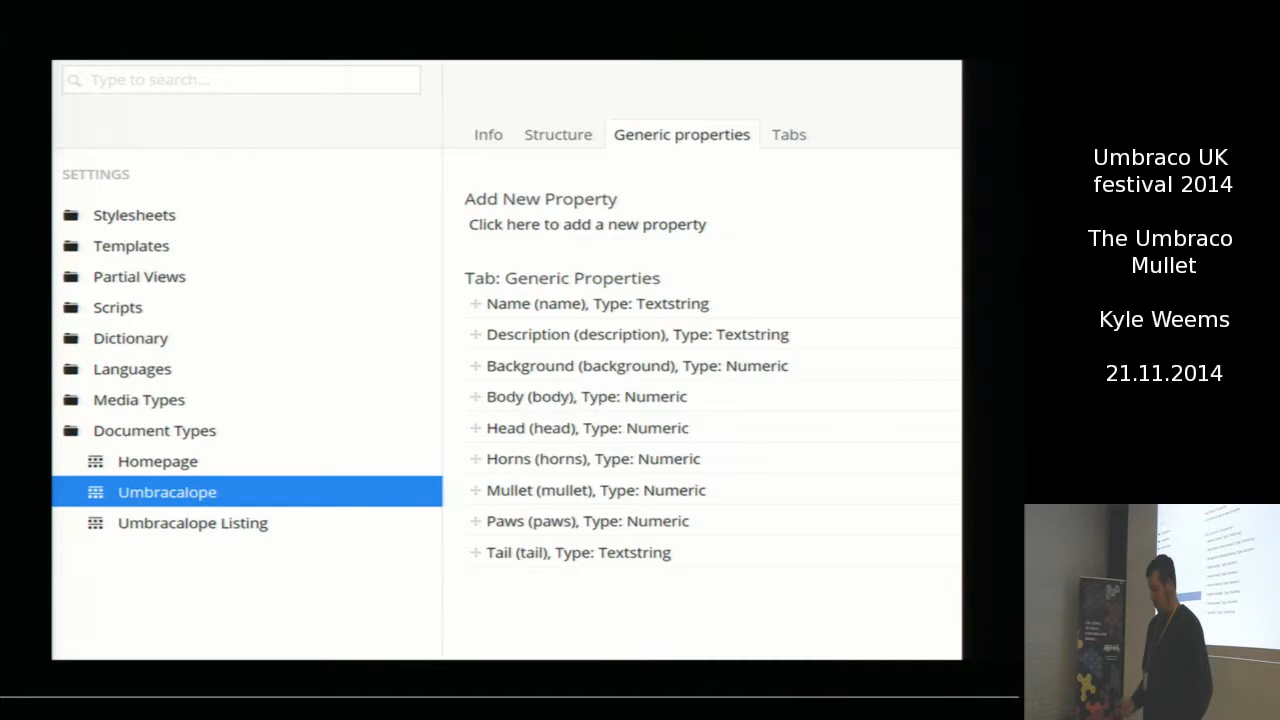 Type to search...
Info Structure Generic properties Tabs
SETTINGS
Stylesheets
Templates
Partial Views
Scripts
Dictionary
Languages
Media Types
Document Types
Homepage
Umbracalope
Umbracalope Listing
Add New Property
Click here to add a new property
Tab: Generic Properties
Name (name), Type: Textstring
Description (description), Type: Textstring
Background (background), Type: Numeric
Body (body), Type: Numeric
Head (head), Type: Numeric
Horns (horns), Type: Numeric
Mullet (mullet), Type: Numeric
Paws (paws), Type: Numeric
Tail (tail), Type: Textstring
Umbraco UK
festival 2014
The Umbraco
Mullet
Kyle Weems
21.11.2014